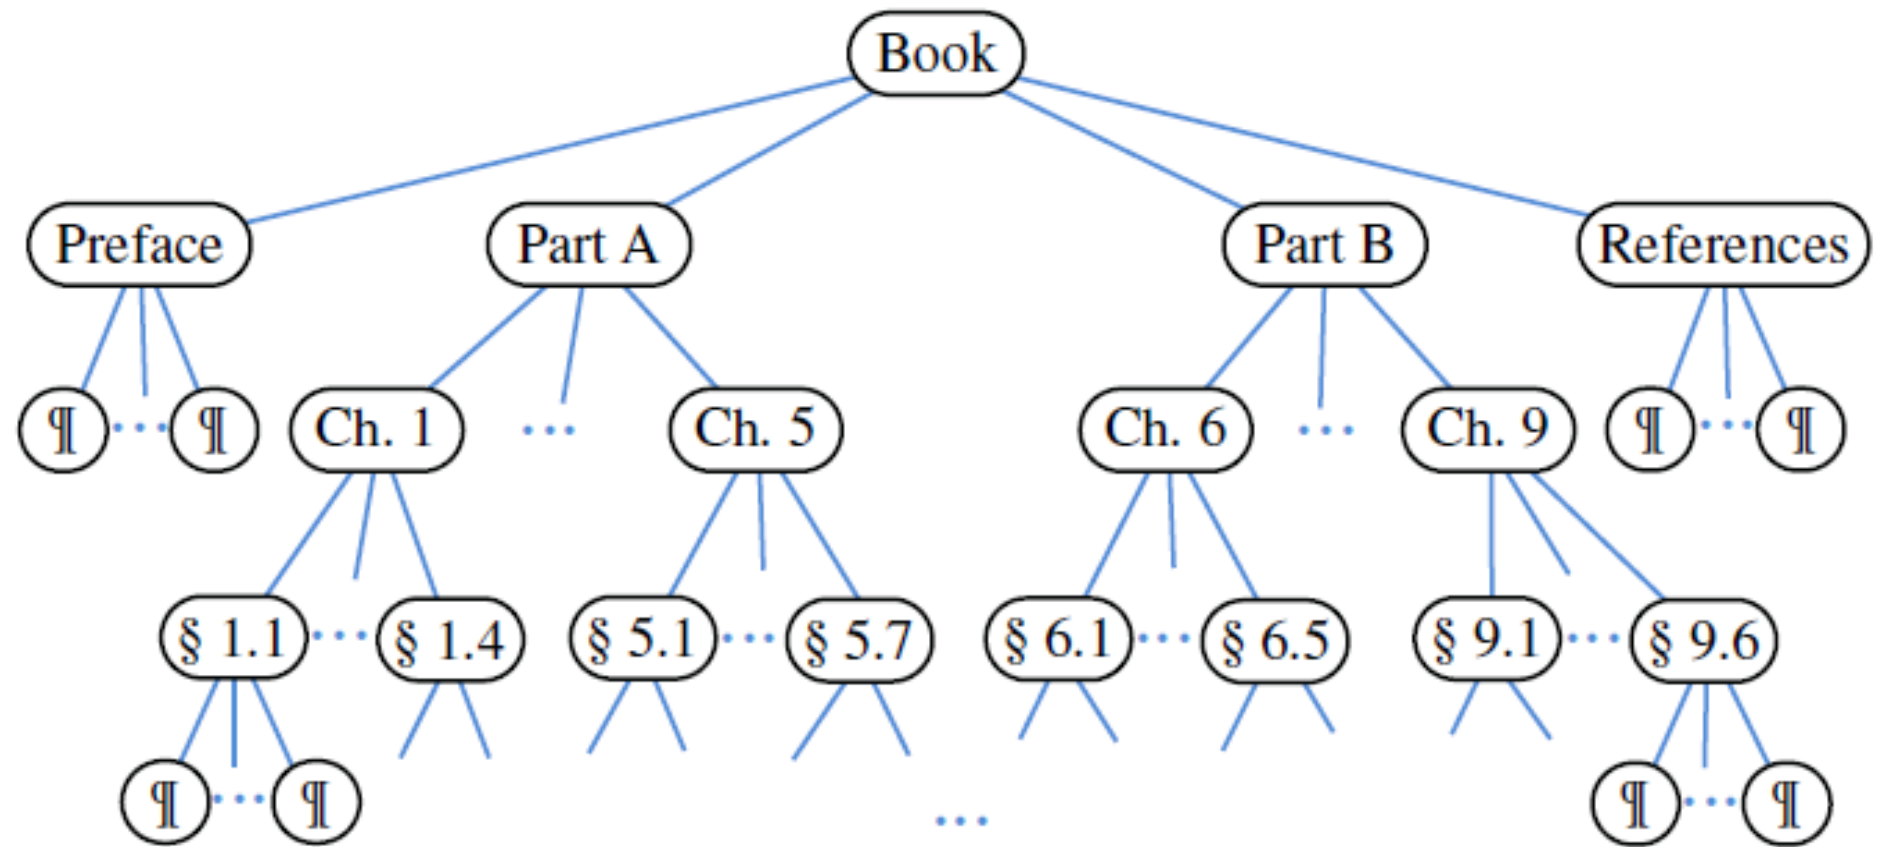 Book
Preface Part A Part B References
¶ ... ¶ Ch. 1 ... Ch. 5 Ch. 6 ... Ch. 9 ¶ ... ¶
§ 1.1 ... § 1.4 § 5.1 ... § 5.7 § 6.1 ... § 6.5 § 9.1 ... § 9.6
¶ ... ¶ ... ¶ ... ¶